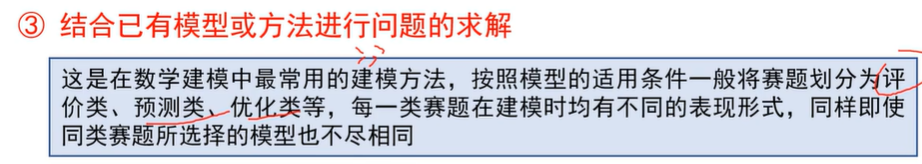 ③ 结合已有模型或方法进行问题的求解
这是在数学建模中最常用的建模方法，按照模型的适用条件一般将赛题划分为评
价类、预测类、优化类等，每一类赛题在建模时均有不同的表现形式，同样即使
同类赛题所选择的模型也不尽相同